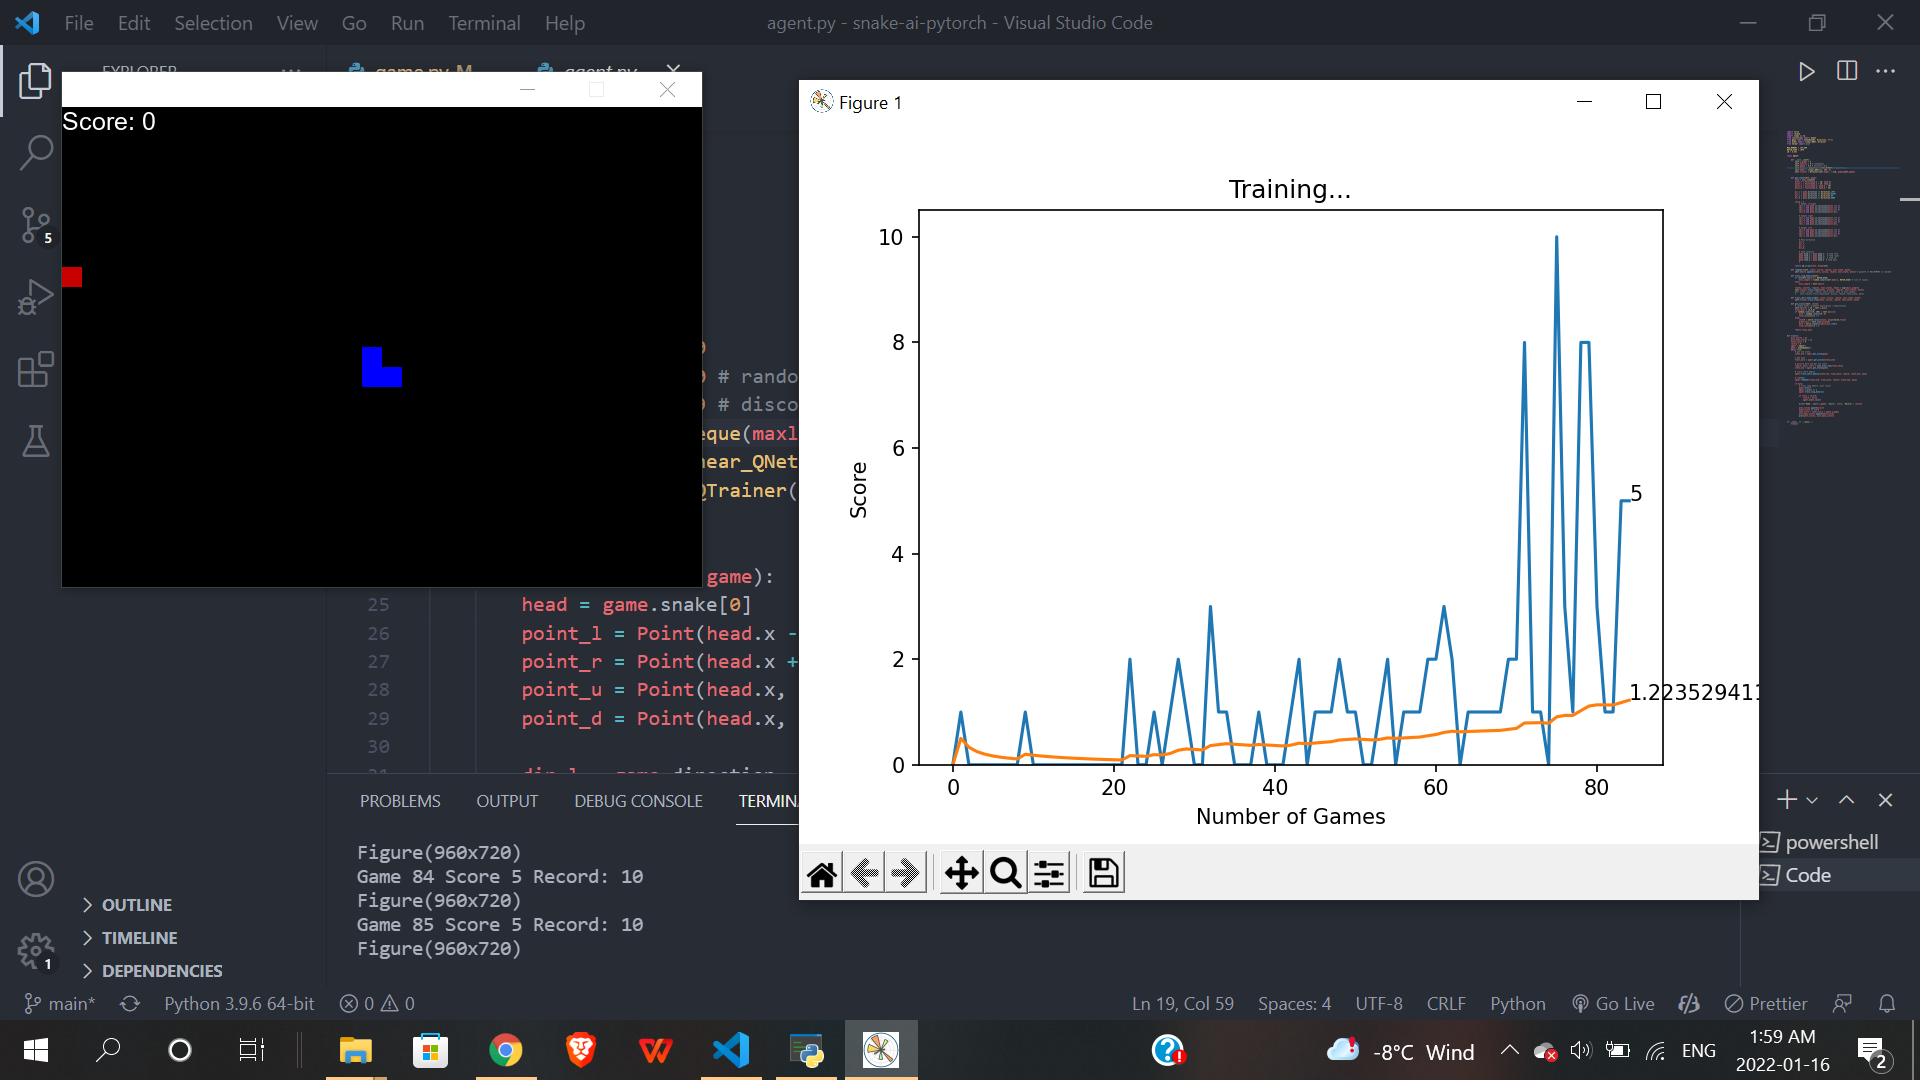 File Edit Selection View Go Run Terminal Help
agent.py - snake-ai-pytorch - Visual Studio Code
EXPLORER
game.py M
agent.py
Score: 0
Figure 1
Training...
10
8
6
4
2
0
Score
0 20 40 60 80
Number of Games
5
1.22352941
# rando
# disco
eque(maxl
near_QNet
QTrainer(
game):
25 head = game.snake[0]
26 point_l = Point(head.x -
27 point_r = Point(head.x +
28 point_u = Point(head.x,
29 point_d = Point(head.x,
30
5
PROBLEMS OUTPUT DEBUG CONSOLE TERMINA
Figure(960x720)
Game 84 Score 5 Record: 10
Figure(960x720)
Game 85 Score 5 Record: 10
Figure(960x720)
powershell
Code
OUTLINE
TIMELINE
DEPENDENCIES
1
main* Python 3.9.6 64-bit 0 0
Ln 19, Col 59 Spaces: 4 UTF-8 CRLF Python Go Live Prettier
-8°C Wind
ENG
1:59 AM
2022-01-16
2